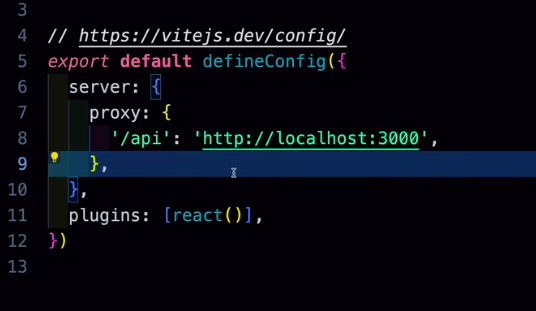 3
4 // https://vitejs.dev/config/
5 export default defineConfig({
6   server: {
7     proxy: {
8       '/api': 'http://localhost:3000',
9     },
10   },
11   plugins: [react()],
12 })
13